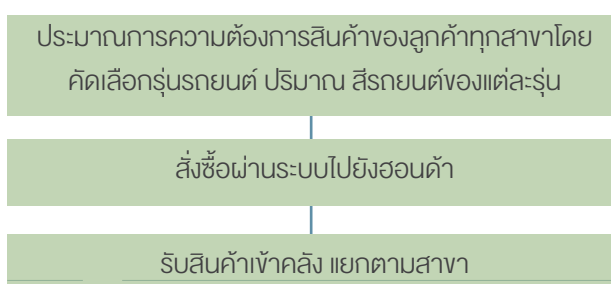 ประมาณการความต้องการสินค้าของลูกค้าทุกสาขาโดย
คัดเลือกรุ่นรถยนต์ ปริมาณ สีรถยนต์ของแต่ละรุ่น
สั่งซื้อผ่านระบบไปยังฮอนด้า
รับสินค้าเข้าคลัง แยกตามสาขา